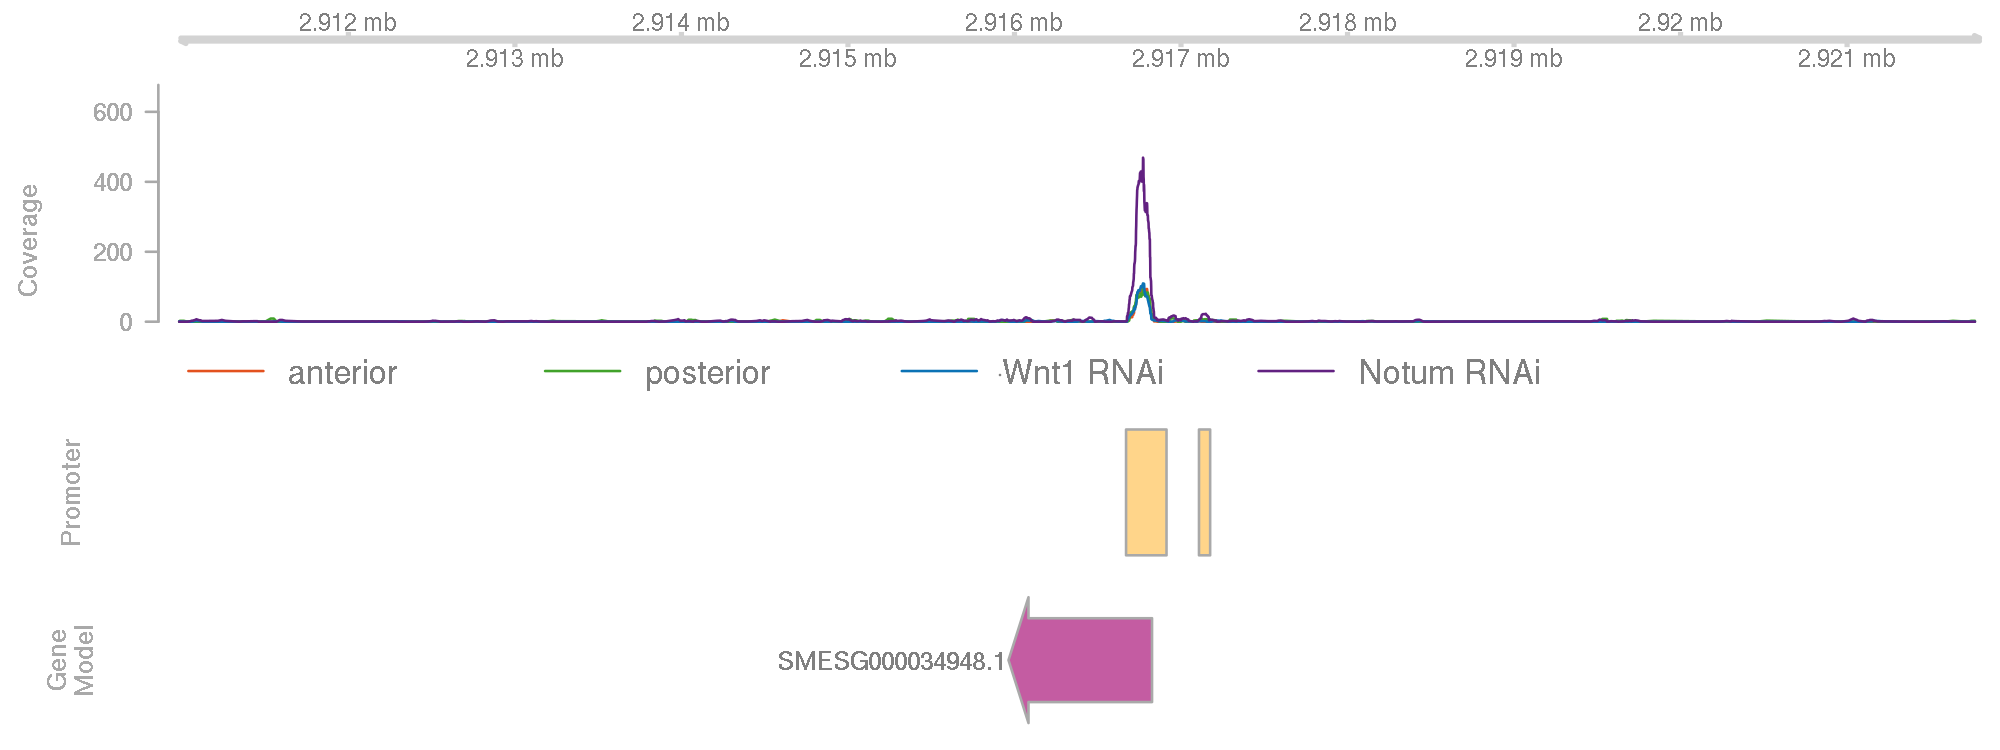 2.912 mb 2.914 mb 2.916 mb 2.918 mb 2.92 mb
2.913 mb 2.915 mb 2.917 mb 2.919 mb 2.921 mb
Coverage
600
400
200
0
anterior posterior Wnt1 RNAi Notum RNAi
Promoter
Gene
Model
SMESG000034948.1